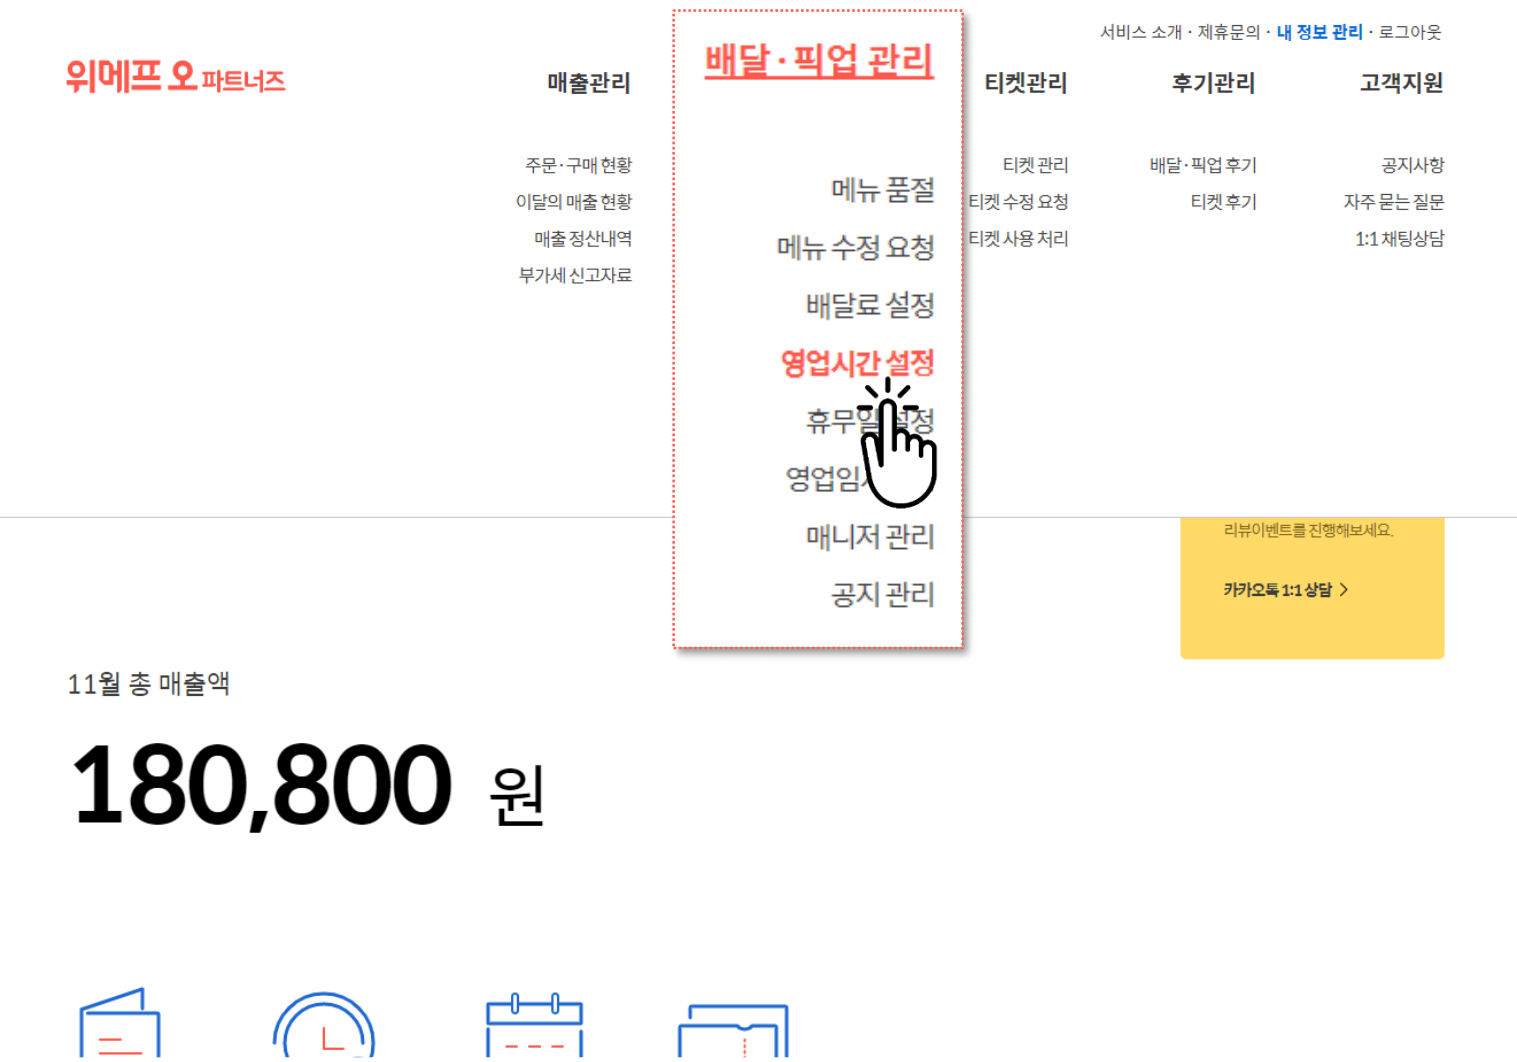 서비스 소개 · 제휴문의 · 내 정보 관리 · 로그아웃
위메프 오 파트너즈
매출관리
주문·구매 현황
이달의 매출 현황
매출 정산내역
부가세 신고자료
배달 · 픽업 관리
메뉴 품절
메뉴 수정 요청
배달료 설정
영업시간 설정
휴무일 설정
매니저 관리
공지 관리
티켓관리
티켓 관리
티켓 수정 요청
티켓 사용 처리
후기관리
배달·픽업 후기
티켓 후기
고객지원
공지사항
자주 묻는 질문
1:1 채팅상담
리뷰이벤트를 진행해보세요.
카카오톡 1:1 상담 >
11월 총 매출액
180,800 원